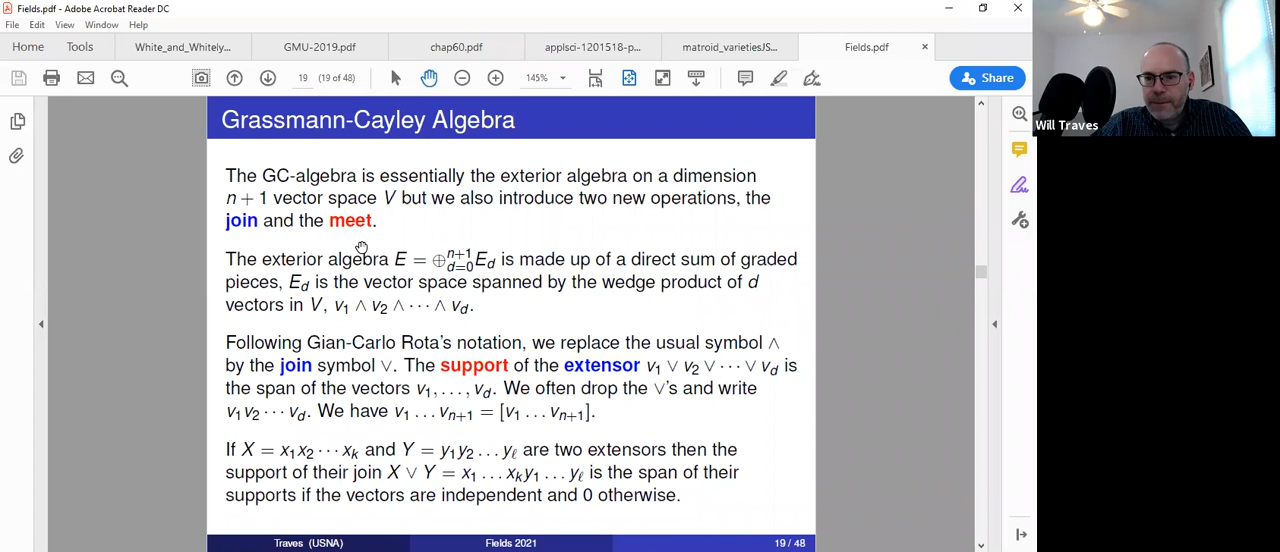 Fields.pdf - Adobe Acrobat Reader DC
File Edit View Window Help
Home Tools White_and_Whitely... GMU-2019.pdf chap60.pdf applsci-1201518-p... matroid_varietiesJS... Fields.pdf ×
19 (19 of 48) 145% Share
Will Traves
Grassmann-Cayley Algebra
The GC-algebra is essentially the exterior algebra on a dimension
n + 1 vector space V but we also introduce two new operations, the
join and the meet.
The exterior algebra E = ⊕_{d=0}^{n+1} E_d is made up of a direct sum of graded
pieces, E_d is the vector space spanned by the wedge product of d
vectors in V, v₁ ∧ v₂ ∧ ⋯ ∧ v_d.
Following Gian-Carlo Rota's notation, we replace the usual symbol ∧
by the join symbol ∨. The support of the extensor v₁ ∨ v₂ ∨ ⋯ ∨ v_d is
the span of the vectors v₁, …, v_d. We often drop the ∨'s and write
v₁v₂ ⋯ v_d. We have v₁ … v_{n+1} = [v₁ … v_{n+1}].
If X = x₁x₂ ⋯ x_k and Y = y₁y₂ … y_ℓ are two extensors then the
support of their join X ∨ Y = x₁ … x_k y₁ … y_ℓ is the span of their
supports if the vectors are independent and 0 otherwise.
Traves (USNA) Fields 2021 19 / 48